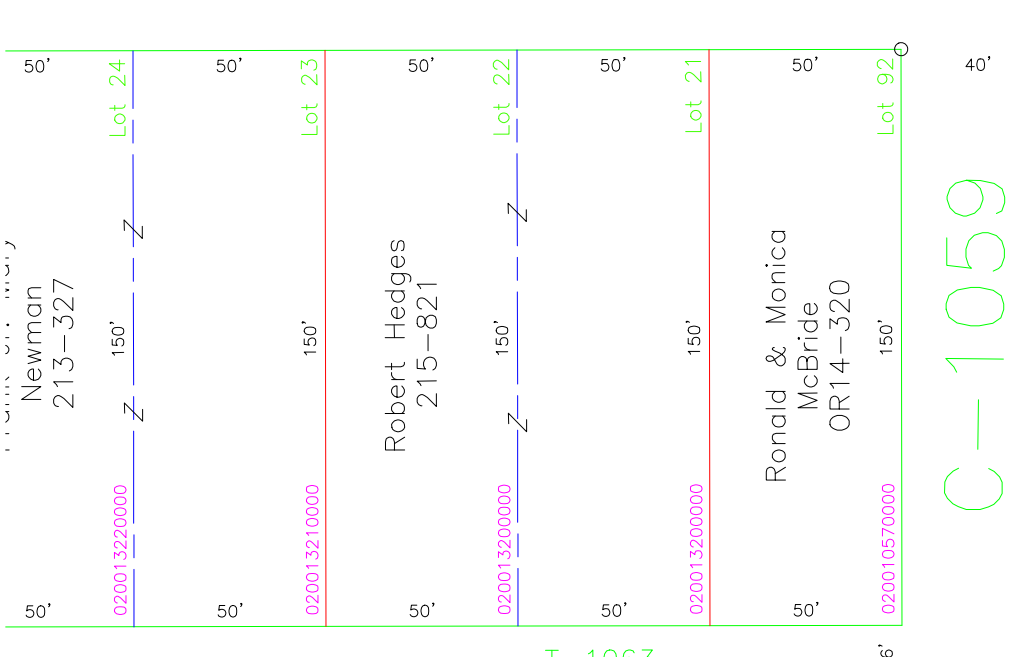 50'
50'
50'
50'
50'
40'
Lot 24
Lot 23
Lot 22
Lot 21
Lot 92
Newman
213-327
Z
Z
150'
150'
Robert Hedges
215-821
Z
Z
150'
150'
Ronald & Monica
McBride
OR14-320
150'
C-1059
020013220000
020013210000
020013200000
020013200000
020010570000
50'
50'
50'
50'
50'
6'